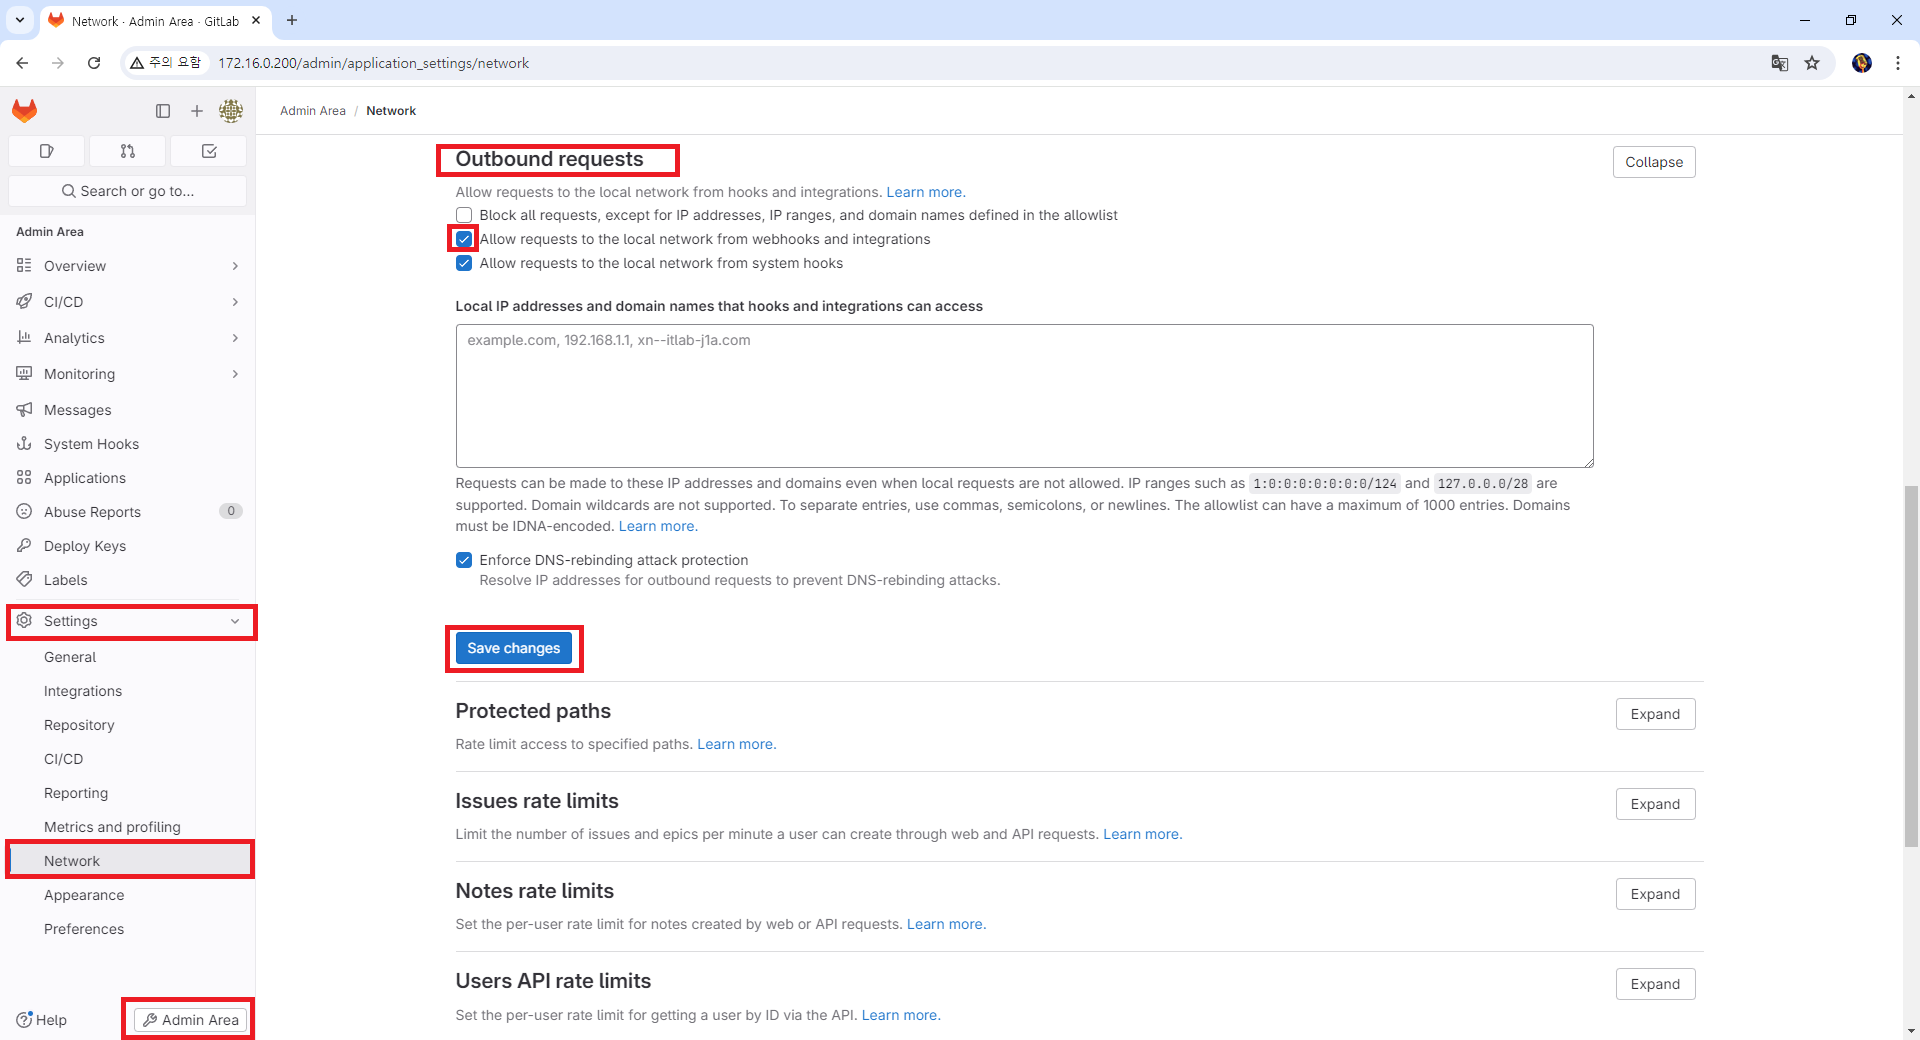 Network · Admin Area · GitLab
주의 요함
172.16.0.200/admin/application_settings/network
Admin Area / Network
Search or go to...
Admin Area
Overview
CI/CD
Analytics
Monitoring
Messages
System Hooks
Applications
Abuse Reports 0
Deploy Keys
Labels
Settings
General
Integrations
Repository
CI/CD
Reporting
Metrics and profiling
Network
Appearance
Preferences
Help
Admin Area
Outbound requests
Collapse
Allow requests to the local network from hooks and integrations. Learn more.
Block all requests, except for IP addresses, IP ranges, and domain names defined in the allowlist
Allow requests to the local network from webhooks and integrations
Allow requests to the local network from system hooks
Local IP addresses and domain names that hooks and integrations can access
example.com, 192.168.1.1, xn--itlab-j1a.com
Requests can be made to these IP addresses and domains even when local requests are not allowed. IP ranges such as 1:0:0:0:0:0:0:0/124 and 127.0.0.0/28 are
supported. Domain wildcards are not supported. To separate entries, use commas, semicolons, or newlines. The allowlist can have a maximum of 1000 entries. Domains
must be IDNA-encoded. Learn more.
Enforce DNS-rebinding attack protection
Resolve IP addresses for outbound requests to prevent DNS-rebinding attacks.
Save changes
Protected paths
Expand
Rate limit access to specified paths. Learn more.
Issues rate limits
Expand
Limit the number of issues and epics per minute a user can create through web and API requests. Learn more.
Notes rate limits
Expand
Set the per-user rate limit for notes created by web or API requests. Learn more.
Users API rate limits
Expand
Set the per-user rate limit for getting a user by ID via the API. Learn more.